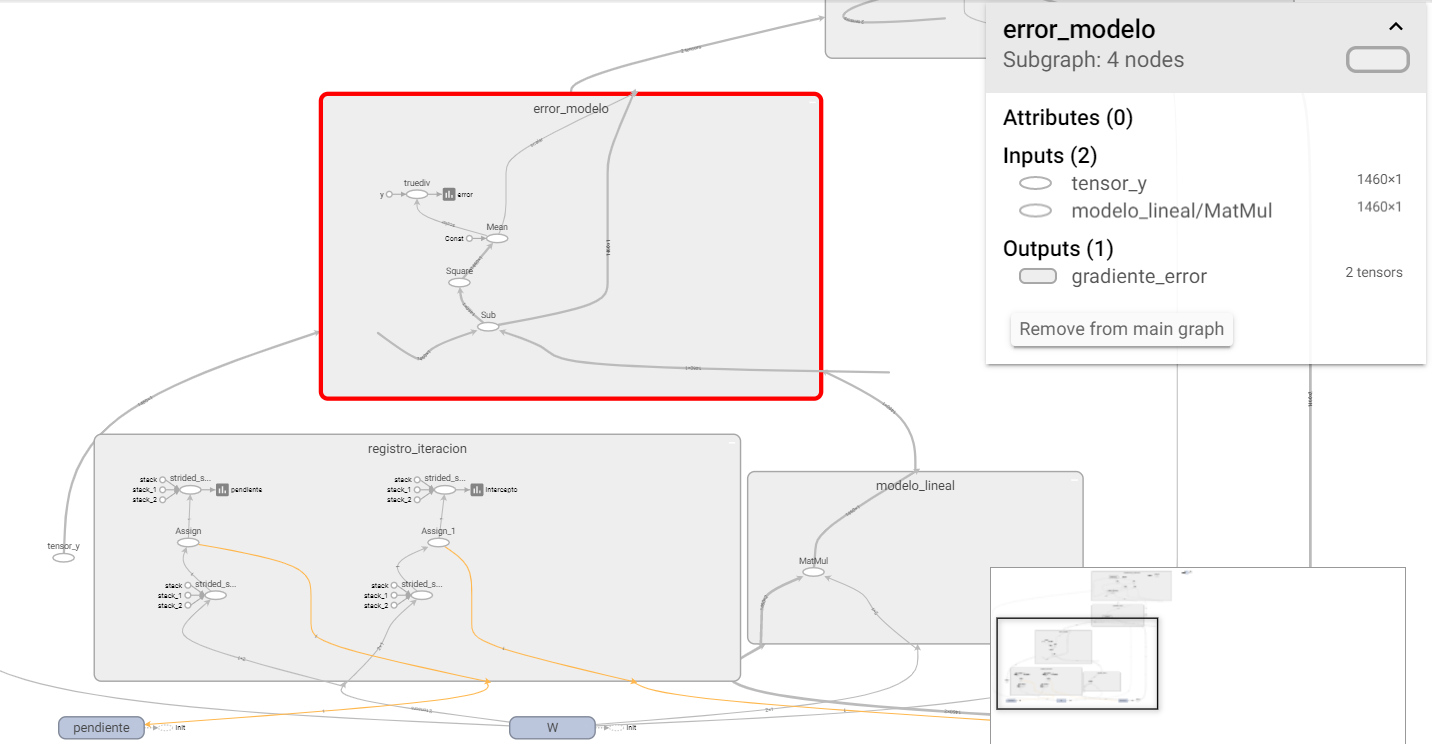 error_modelo
Subgraph: 4 nodes
Attributes (0)
Inputs (2)
tensor_y 1460×1
modelo_lineal/MatMul 1460×1
Outputs (1)
gradiente_error 2 tensors
Remove from main graph
error_modelo
truediv
y
error
Mean
Const
Square
Sub
registro_iteracion
stack
strided_s...
stack_1
pendiente
stack_2
stack
strided_s...
stack_1
intercepto
stack_2
Assign
Assign_1
stack
strided_s...
stack_1
stack_2
stack
strided_s...
stack_1
stack_2
tensor_y
modelo_lineal
MatMul
pendiente
init
W
init